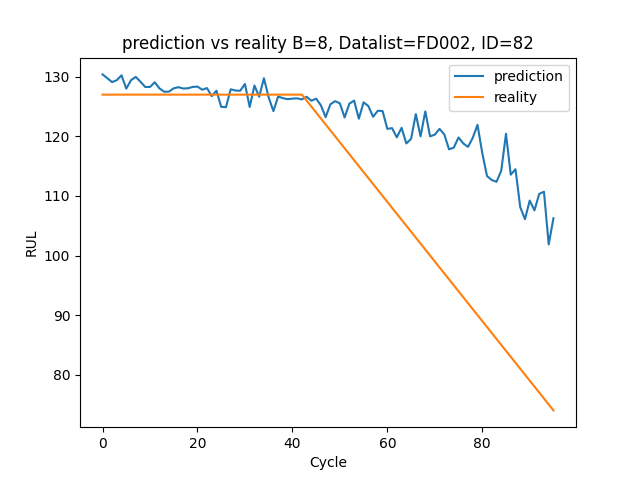 prediction vs reality B=8, Datalist=FD002, ID=82
prediction
reality
130
120
110
100
90
80
RUL
0 20 40 60 80
Cycle